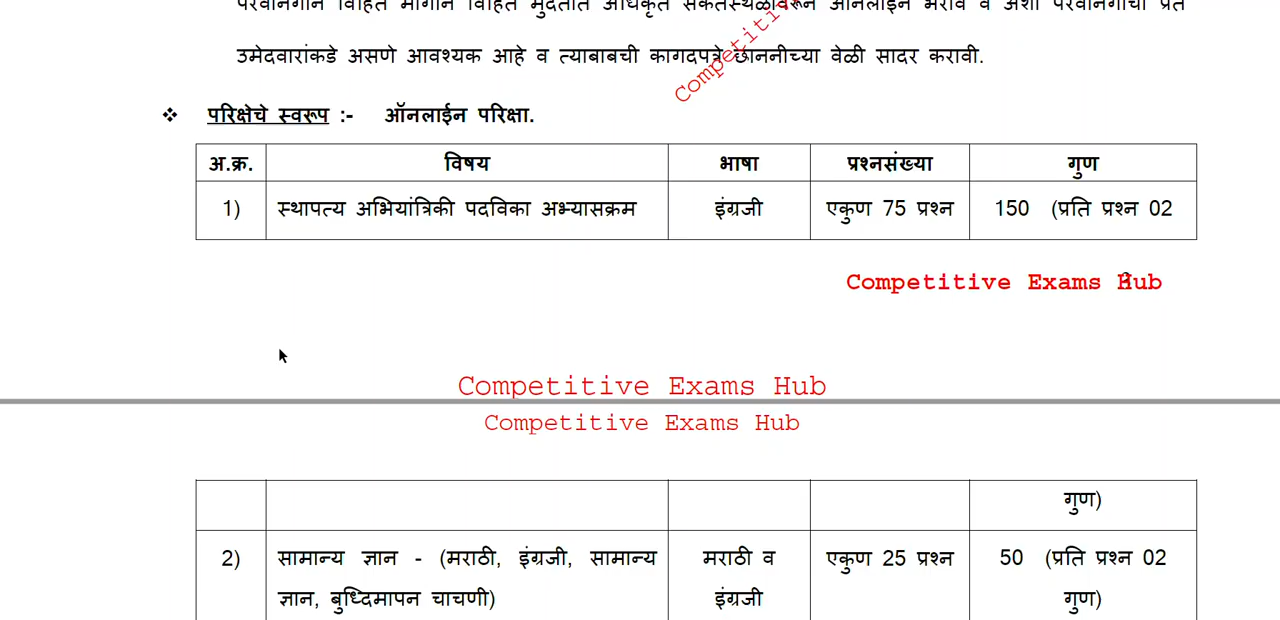 परवानगीने विहित मार्गाने विहित मुदतीत अधिकृत संकेतस्थळावरून ऑनलाईन भरावे व अशा परवानगीची प्रत
उमेदवारांकडे असणे आवश्यक आहे व त्याबाबची कागदपत्रे छाननीच्या वेळी सादर करावी.
Competitiv
❖ परिक्षेचे स्वरूप :- ऑनलाईन परिक्षा.
अ.क्र. विषय भाषा प्रश्नसंख्या गुण
1) स्थापत्य अभियांत्रिकी पदविका अभ्यासक्रम इंग्रजी एकुण 75 प्रश्न 150 (प्रति प्रश्न 02
Competitive Exams Hub
Competitive Exams Hub
Competitive Exams Hub
गुण)
2) सामान्य ज्ञान - (मराठी, इंग्रजी, सामान्य मराठी व एकुण 25 प्रश्न 50 (प्रति प्रश्न 02
ज्ञान, बुध्दिमापन चाचणी) इंग्रजी गुण)